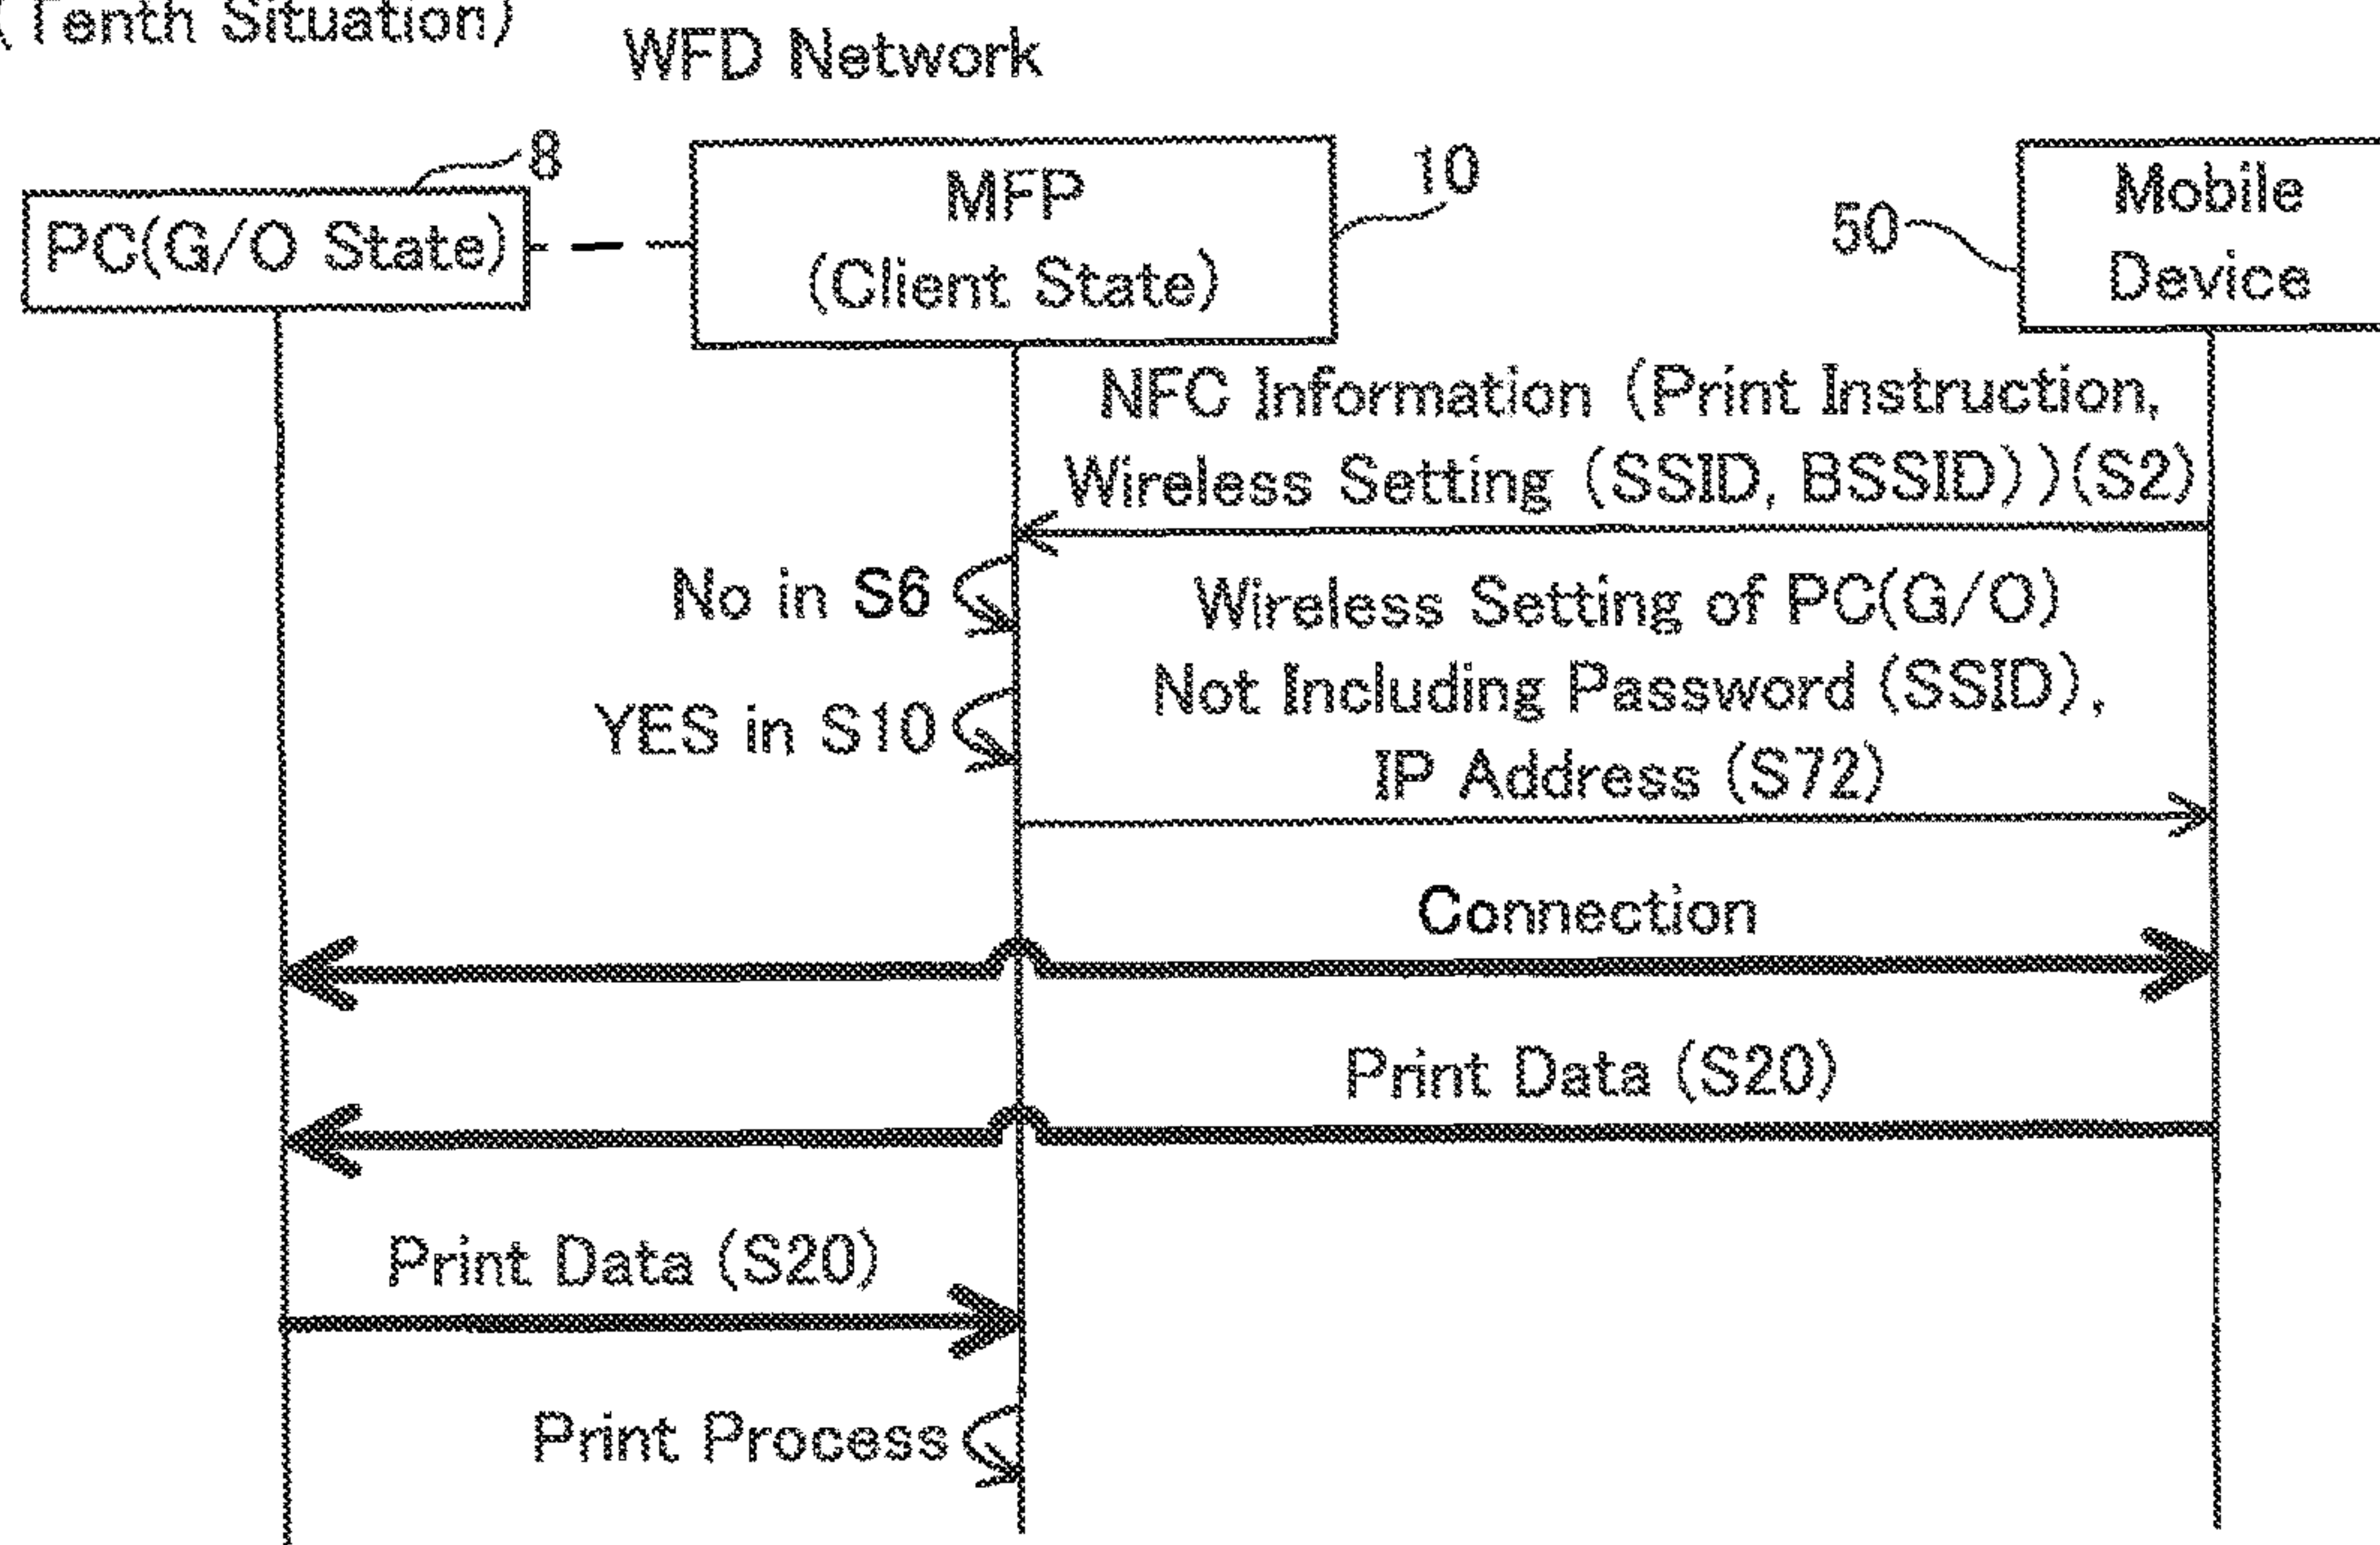 (Tenth Situation)
WFD Network
8
PC(G/O State)
MFP
(Client State)
10
50
Mobile
Device
NFC Information (Print Instruction,
Wireless Setting (SSID, BSSID))(S2)
No in S6
Wireless Setting of PC(G/O)
Not Including Password (SSID),
YES in S10
IP Address (S72)
Connection
Print Data (S20)
Print Data (S20)
Print Process